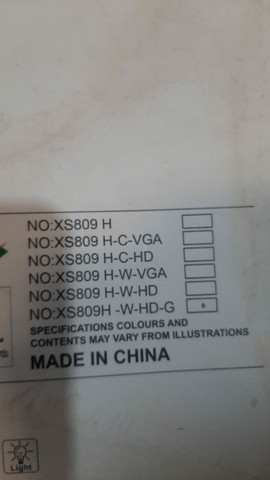 NO:XS809 H
NO:XS809 H-C-VGA
NO:XS809 H-C-HD
NO:XS809 H-W-VGA
NO:XS809 H-W-HD
NO:XS809H -W-HD-G
SPECIFICATIONS COLOURS AND
CONTENTS MAY VARY FROM ILLUSTRATIONS
MADE IN CHINA
Light